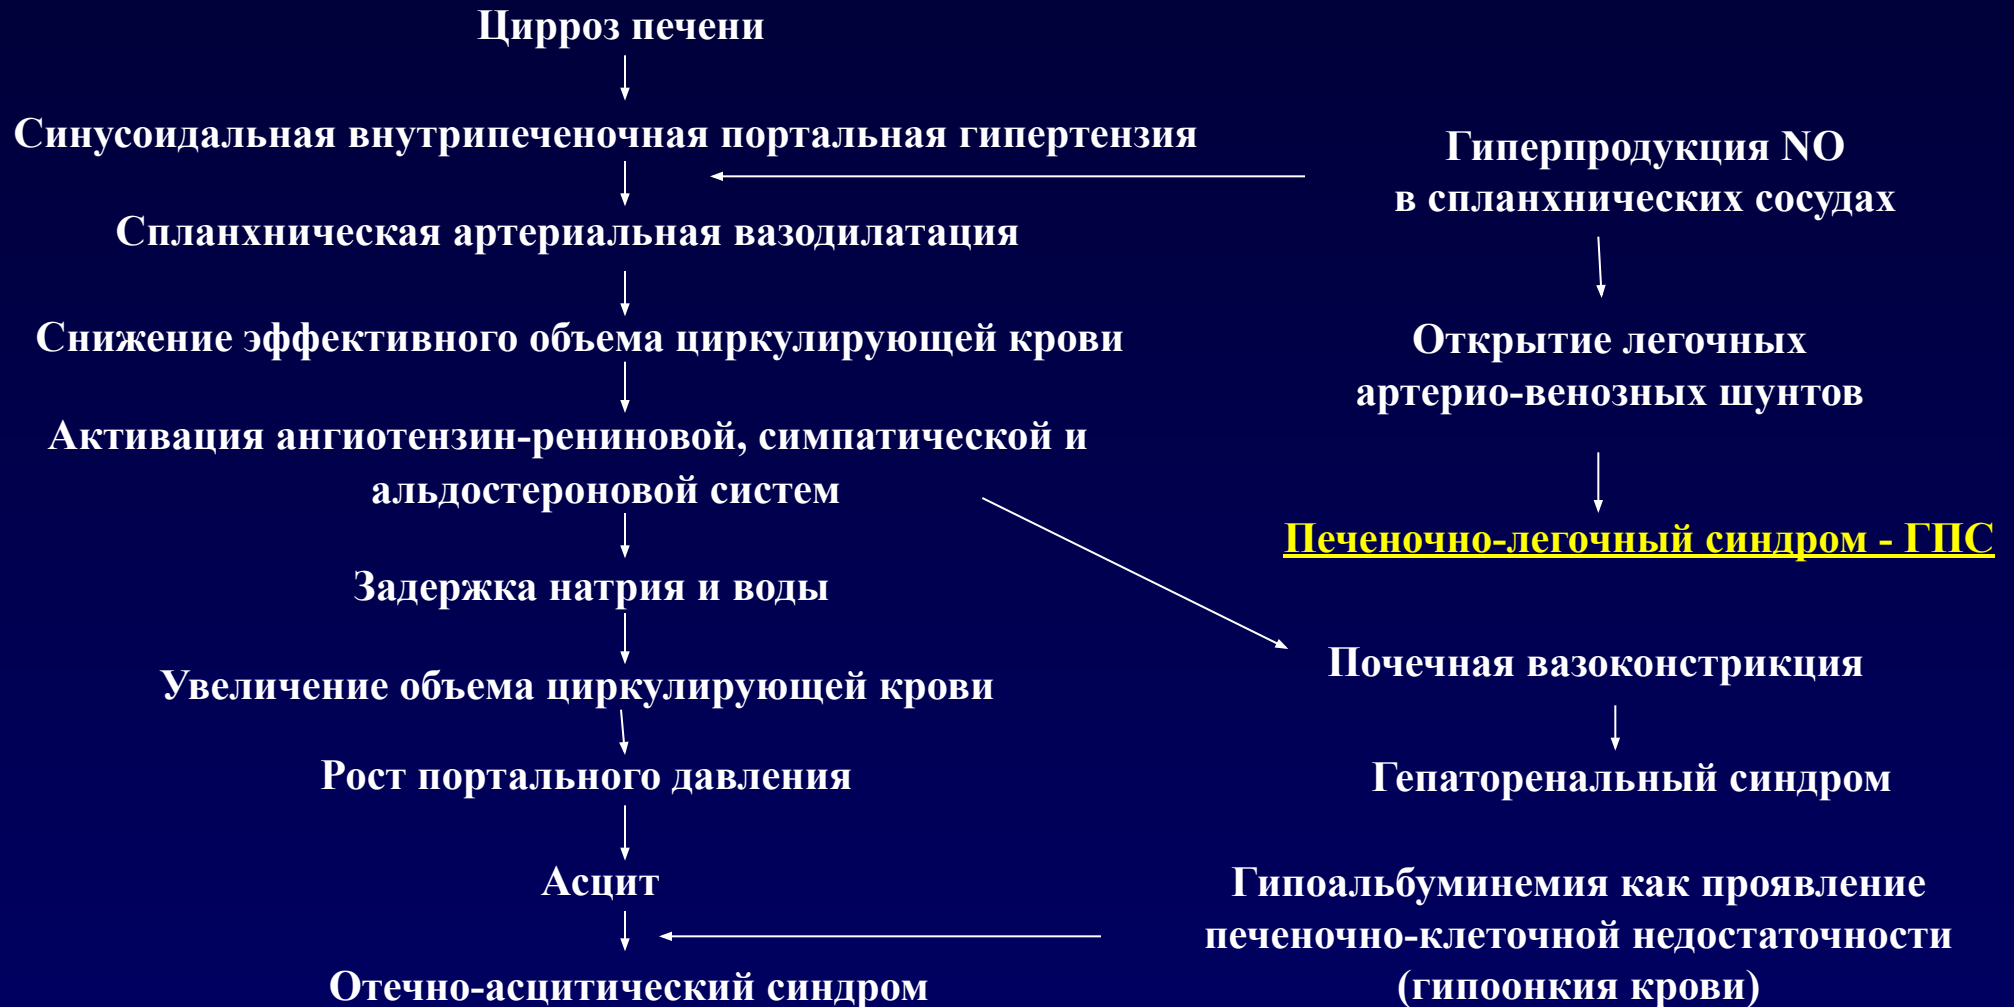 Цирроз печени
Синусоидальная внутрипеченочная портальная гипертензия
Спланхническая артериальная вазодилатация
Снижение эффективного объема циркулирующей крови
Активация ангиотензин-рениновой, симпатической и
альдостероновой систем
Задержка натрия и воды
Увеличение объема циркулирующей крови
Рост портального давления
Асцит
Отечно-асцитический синдром
Гиперпродукция NO
в спланхнических сосудах
Открытие легочных
артерио-венозных шунтов
Печеночно-легочный синдром - ГПС
Почечная вазоконстрикция
Гепаторенальный синдром
Гипоальбуминемия как проявление
печеночно-клеточной недостаточности
(гипоонкия крови)